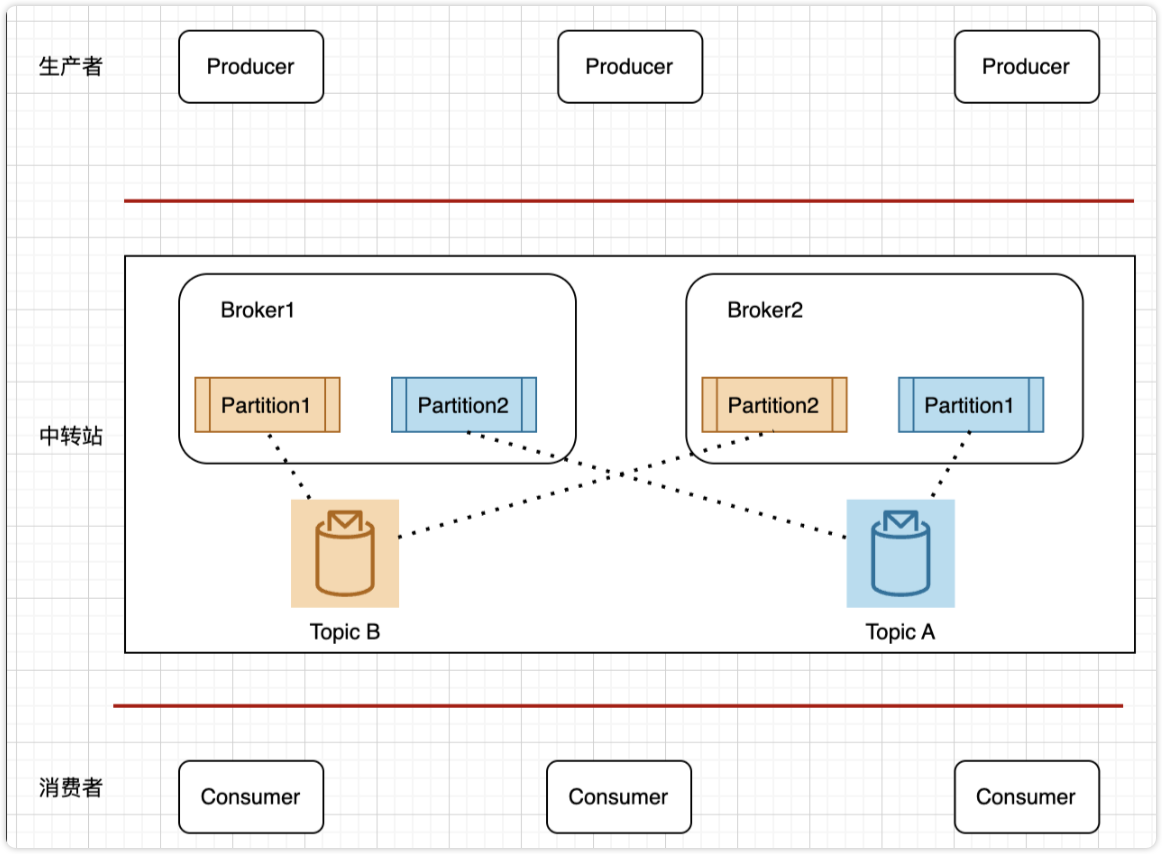 生产者
Producer
Producer
Producer
Broker1
Broker2
Partition1
Partition2
Partition2
Partition1
中转站
Topic B
Topic A
消费者
Consumer
Consumer
Consumer